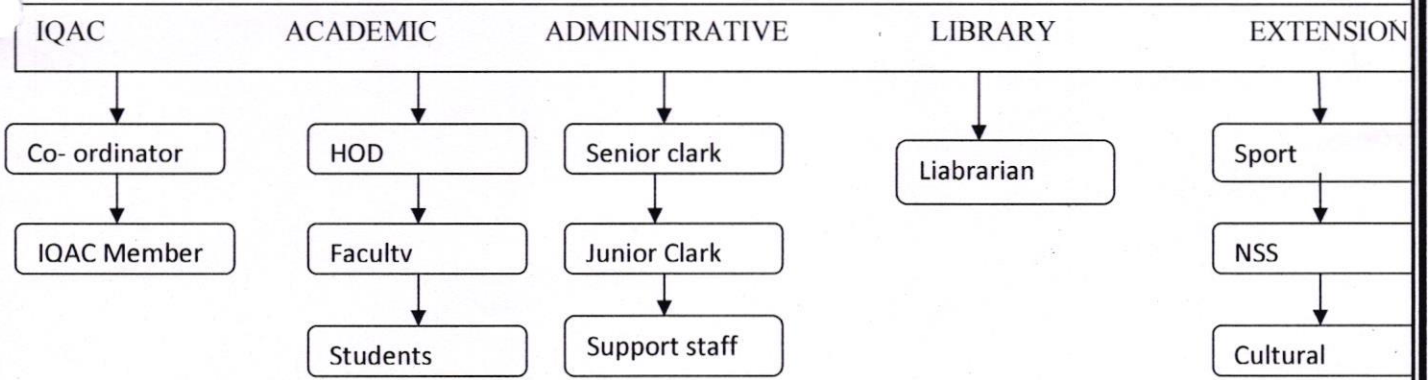 IQAC ACADEMIC ADMINISTRATIVE LIBRARY EXTENSION
Co- ordinator HOD Senior clark Liabrarian Sport
IQAC Member Faculty Junior Clark NSS
Students Support staff Cultural